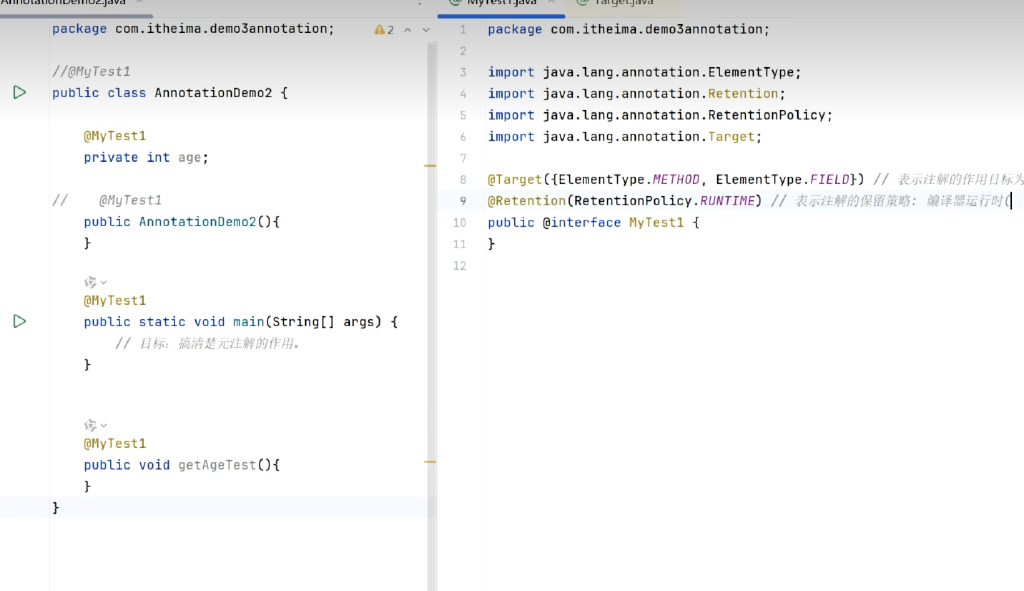 AnnotationDemo2.java
package com.itheima.demo3annotation;
2
//@MyTest1
public class AnnotationDemo2 {
@MyTest1
private int age;
// @MyTest1
public AnnotationDemo2(){
}
@MyTest1
public static void main(String[] args) {
// 目标：搞清楚元注解的作用。
}
@MyTest1
public void getAgeTest(){
}
}
MyTest1.java
Target.java
1 package com.itheima.demo3annotation;
2
3 import java.lang.annotation.ElementType;
4 import java.lang.annotation.Retention;
5 import java.lang.annotation.RetentionPolicy;
6 import java.lang.annotation.Target;
7
8 @Target({ElementType.METHOD, ElementType.FIELD}) // 表示注解的作用目标为
9 @Retention(RetentionPolicy.RUNTIME) // 表示注解的保留策略: 编译器运行时(
10 public @interface MyTest1 {
11 }
12